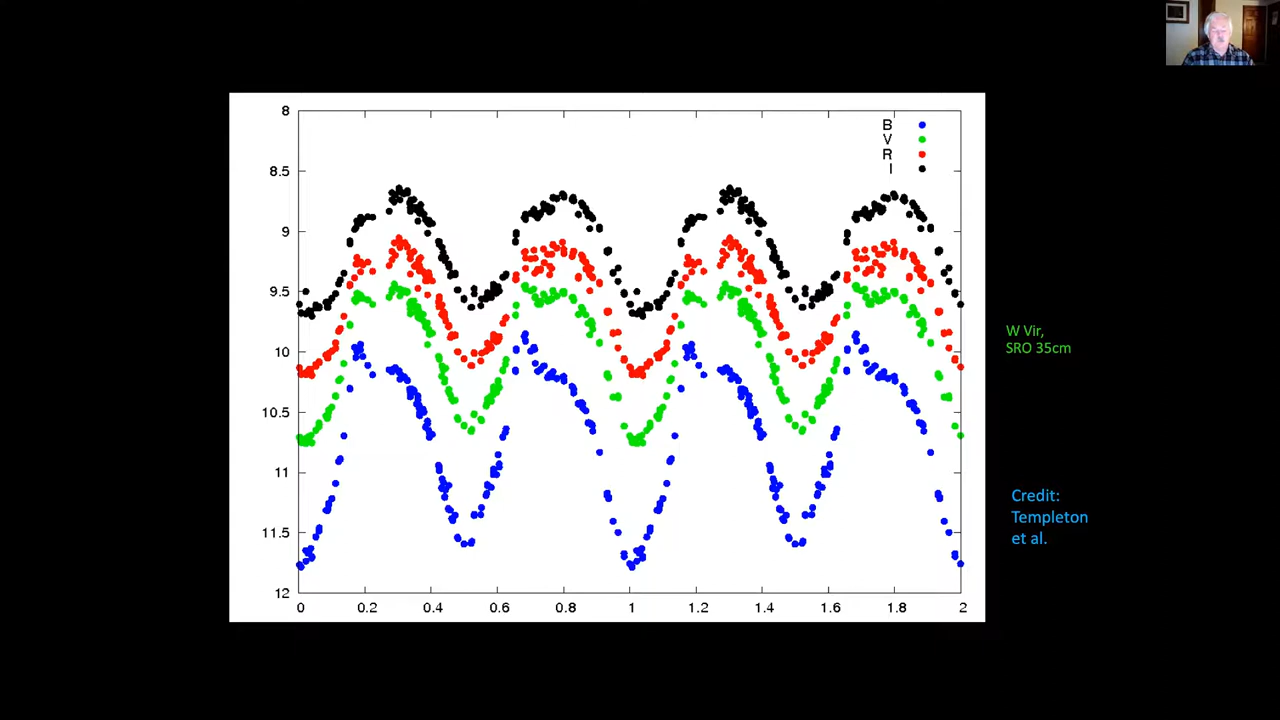 8
8.5
9
9.5
10
10.5
11
11.5
12
0 0.2 0.4 0.6 0.8 1 1.2 1.4 1.6 1.8 2
B
V
R
I
W Vir,
SRO 35cm
Credit:
Templeton
et al.